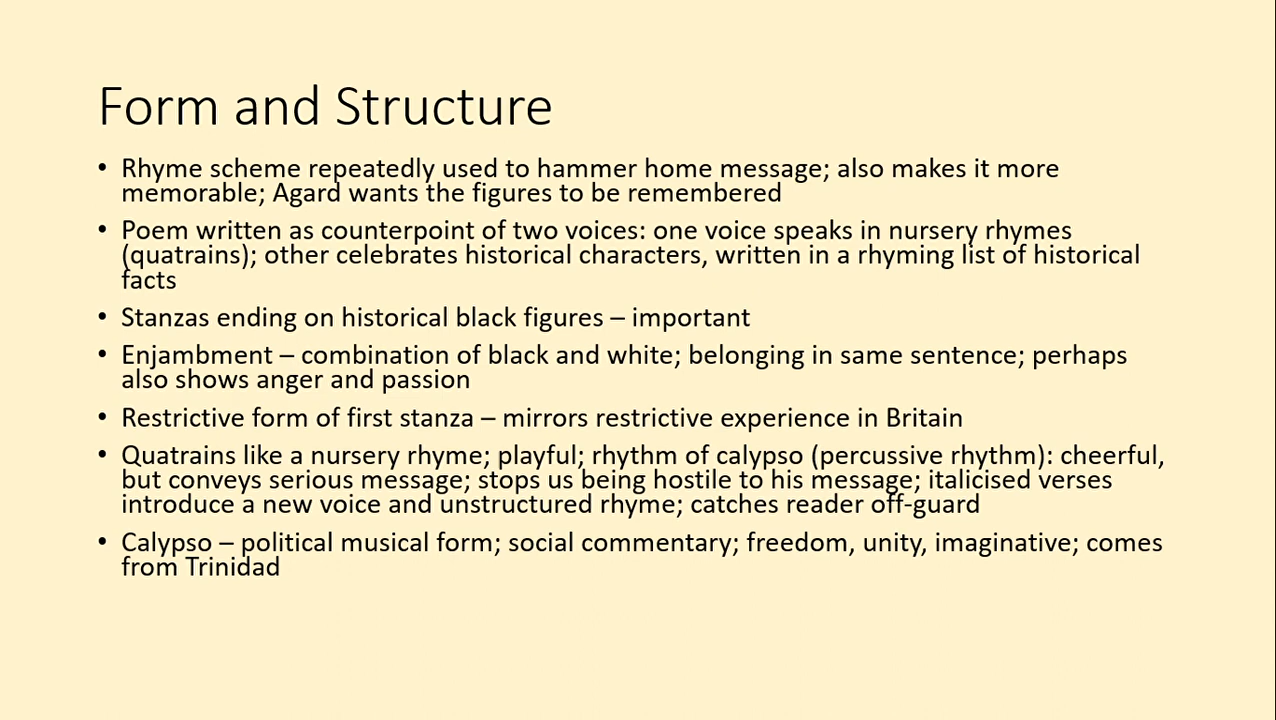 Form and Structure
• Rhyme scheme repeatedly used to hammer home message; also makes it more
memorable; Agard wants the figures to be remembered
• Poem written as counterpoint of two voices: one voice speaks in nursery rhymes
(quatrains); other celebrates historical characters, written in a rhyming list of historical
facts
• Stanzas ending on historical black figures – important
• Enjambment – combination of black and white; belonging in same sentence; perhaps
also shows anger and passion
• Restrictive form of first stanza – mirrors restrictive experience in Britain
• Quatrains like a nursery rhyme; playful; rhythm of calypso (percussive rhythm): cheerful,
but conveys serious message; stops us being hostile to his message; italicised verses
introduce a new voice and unstructured rhyme; catches reader off-guard
• Calypso – political musical form; social commentary; freedom, unity, imaginative; comes
from Trinidad